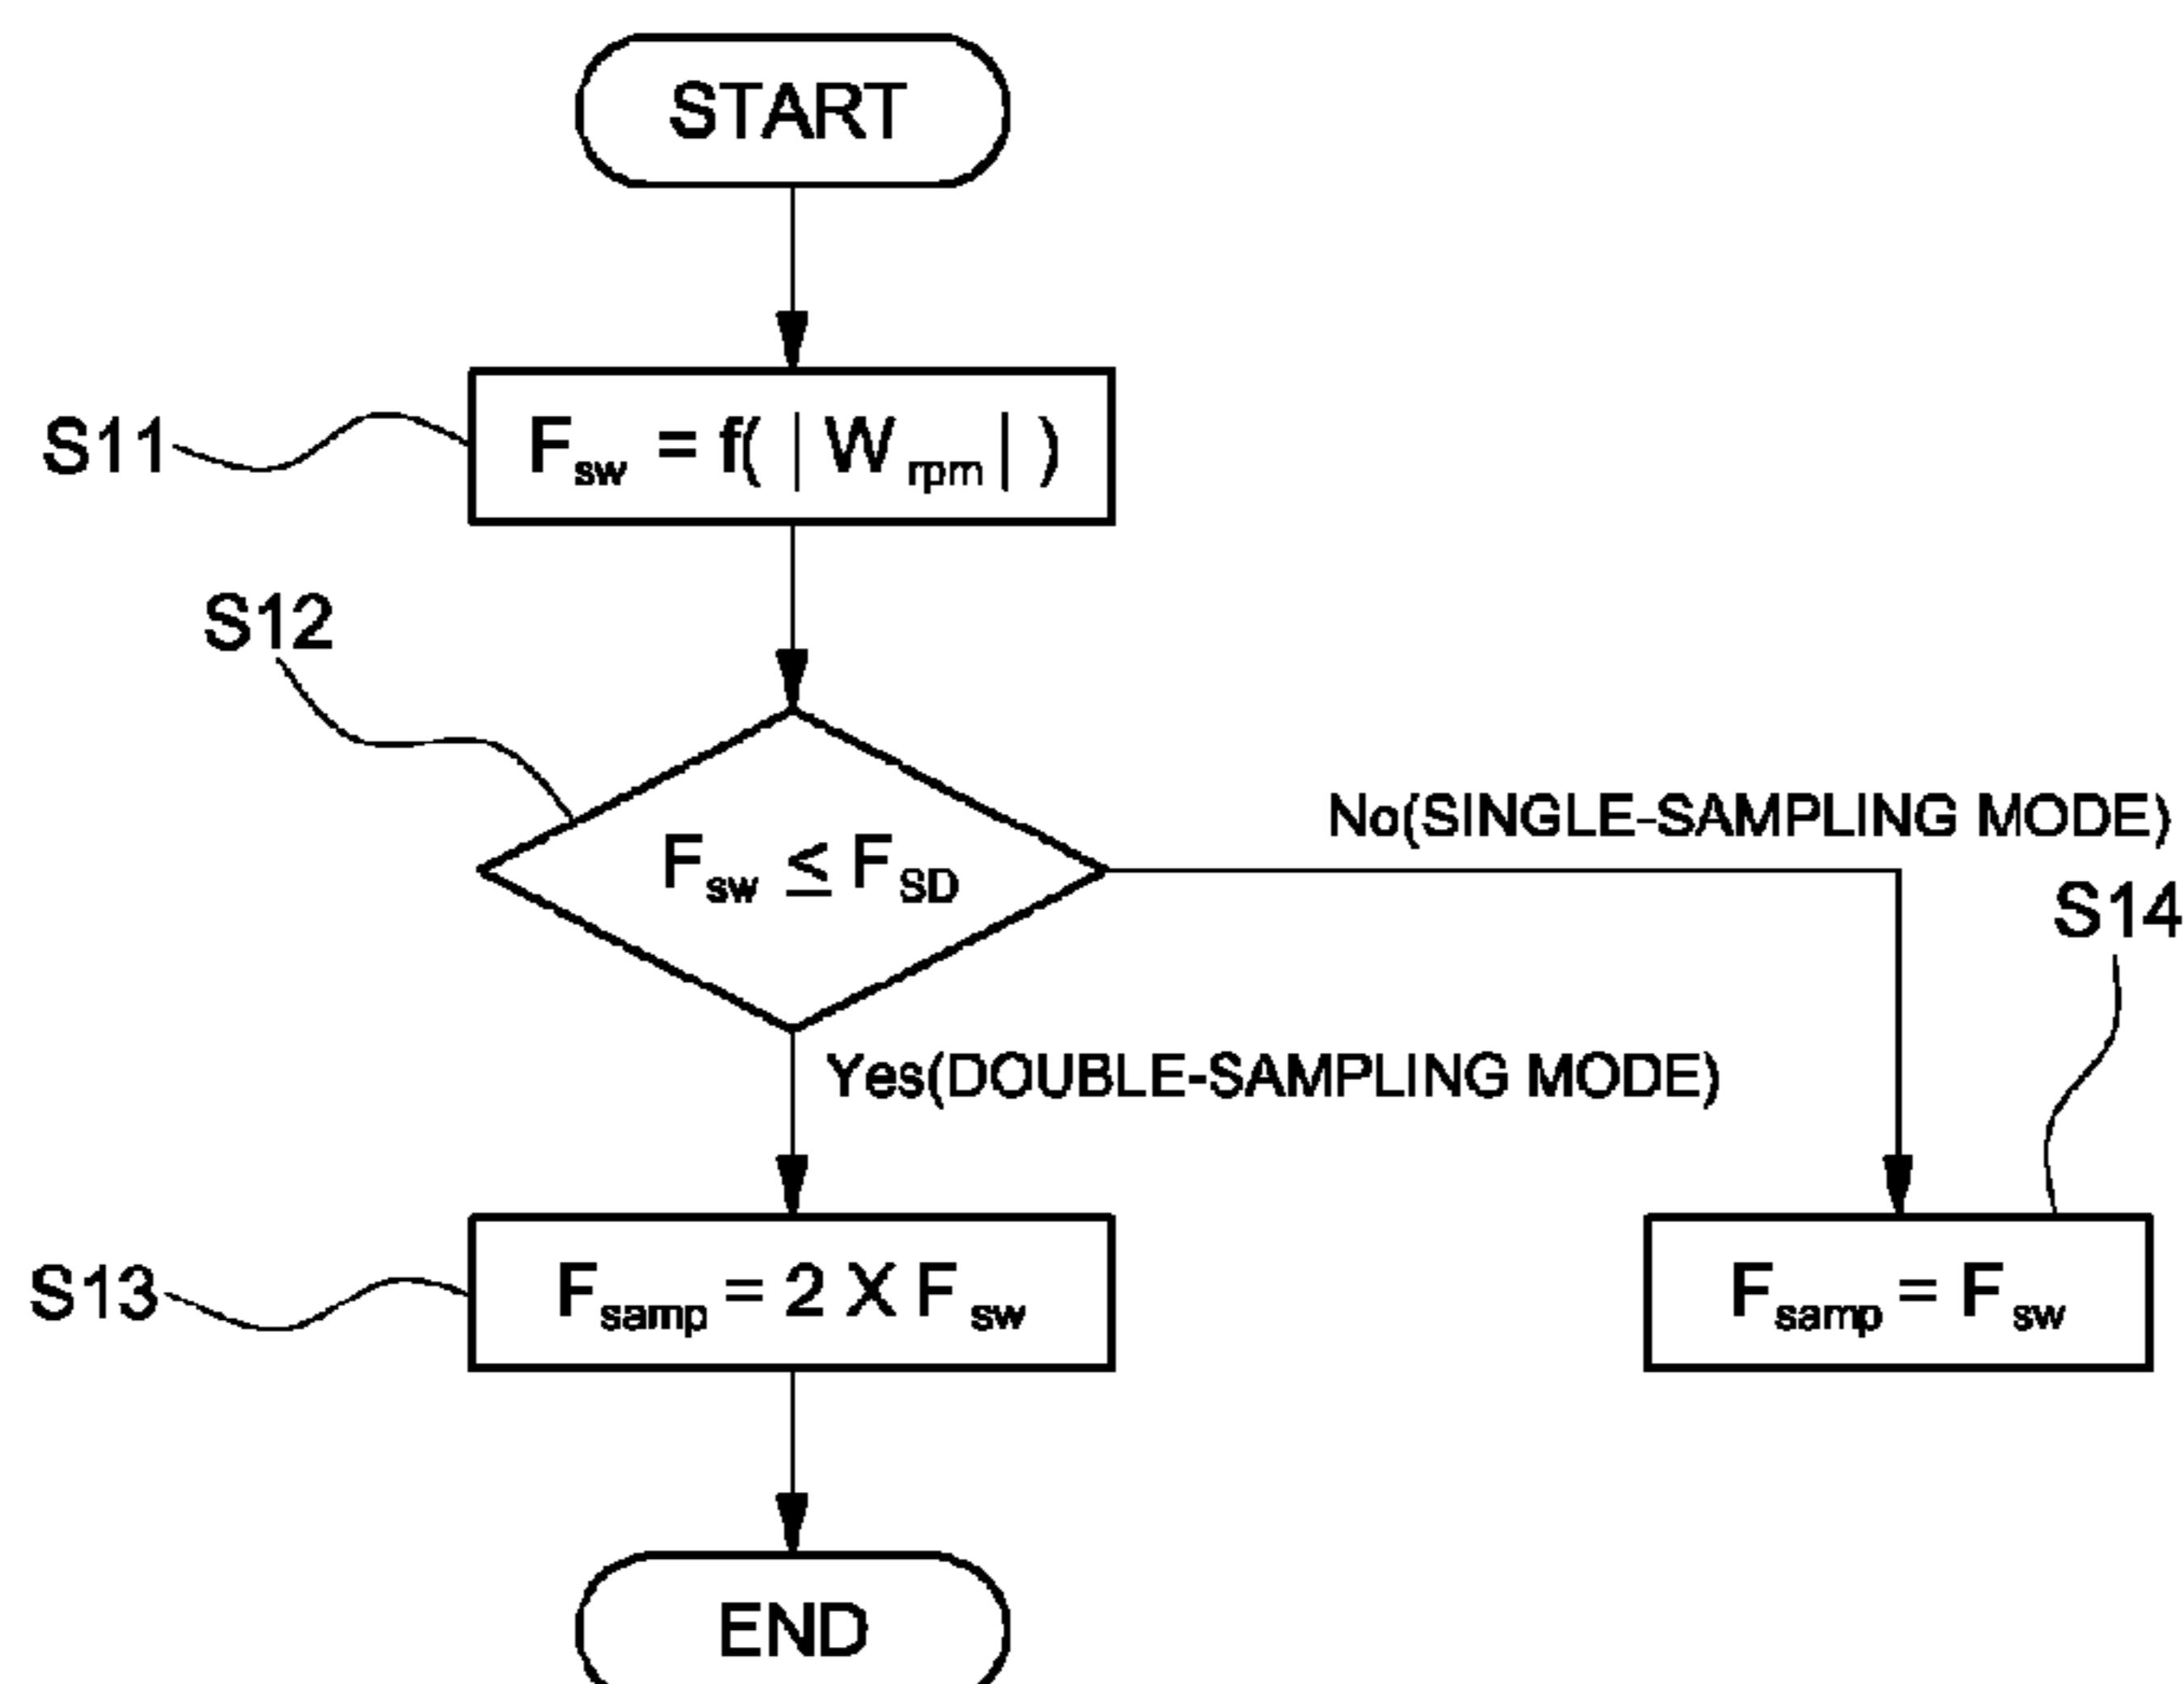 START
S11
F_sw = f( | W_rpm | )
S12
F_sw ≤ F_SD
No(SINGLE-SAMPLING MODE)
S14
Yes(DOUBLE-SAMPLING MODE)
S13
F_samp = 2 X F_sw
F_samp = F_sw
END